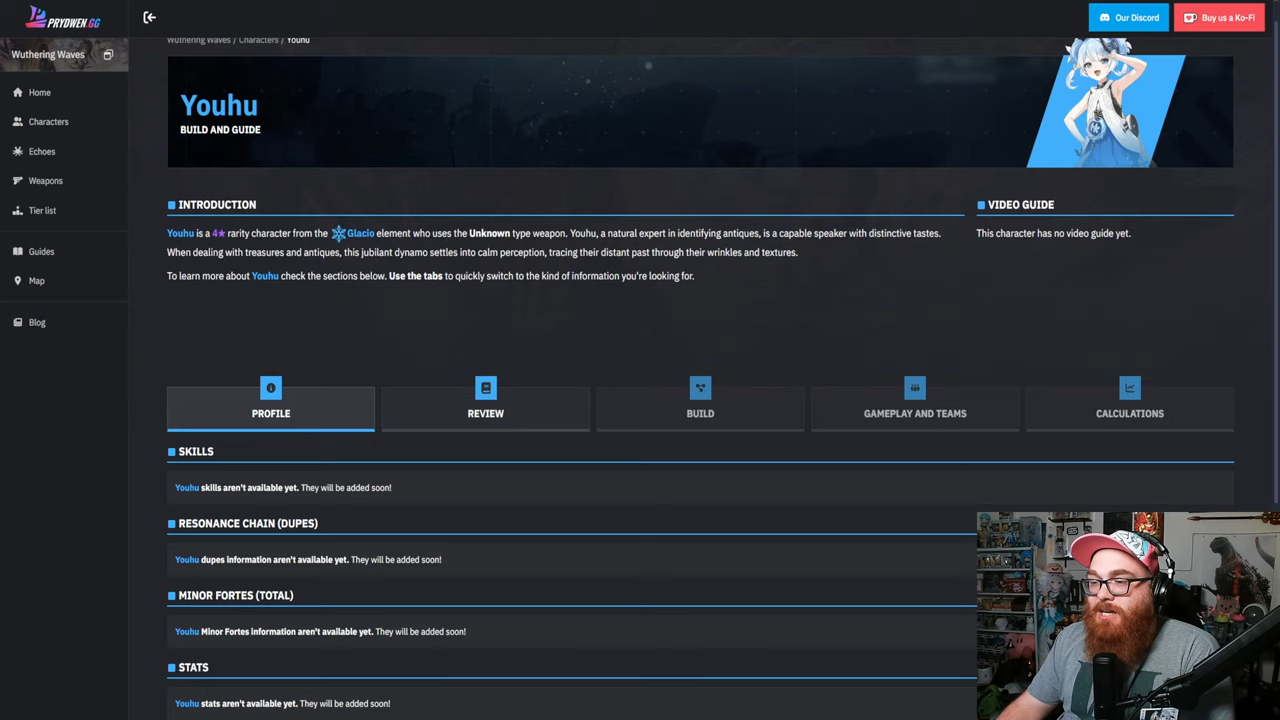 PRYDWEN.GG
Our Discord
Buy us a Ko-Fi
Wuthering Waves
Home
Characters
Echoes
Weapons
Tier list
Guides
Map
Blog
Wuthering Waves / Characters / Youhu
Youhu
BUILD AND GUIDE
INTRODUCTION
Youhu is a 4★ rarity character from the Glacio element who uses the Unknown type weapon. Youhu, a natural expert in identifying antiques, is a capable speaker with distinctive tastes.
When dealing with treasures and antiques, this jubilant dynamo settles into calm perception, tracing their distant past through their wrinkles and textures.
To learn more about Youhu check the sections below. Use the tabs to quickly switch to the kind of information you're looking for.
VIDEO GUIDE
This character has no video guide yet.
PROFILE
REVIEW
BUILD
GAMEPLAY AND TEAMS
CALCULATIONS
SKILLS
Youhu skills aren't available yet. They will be added soon!
RESONANCE CHAIN (DUPES)
Youhu dupes information aren't available yet. They will be added soon!
MINOR FORTES (TOTAL)
Youhu Minor Fortes information aren't available yet. They will be added soon!
STATS
Youhu stats aren't available yet. They will be added soon!